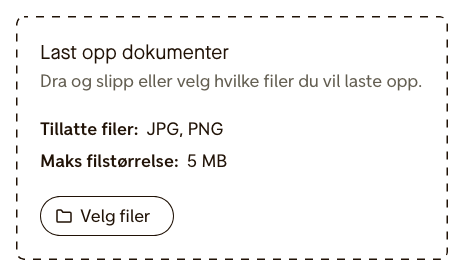 Last opp dokumenter
Dra og slipp eller velg hvilke filer du vil laste opp.
Tillatte filer: JPG, PNG
Maks filstørrelse: 5 MB
Velg filer